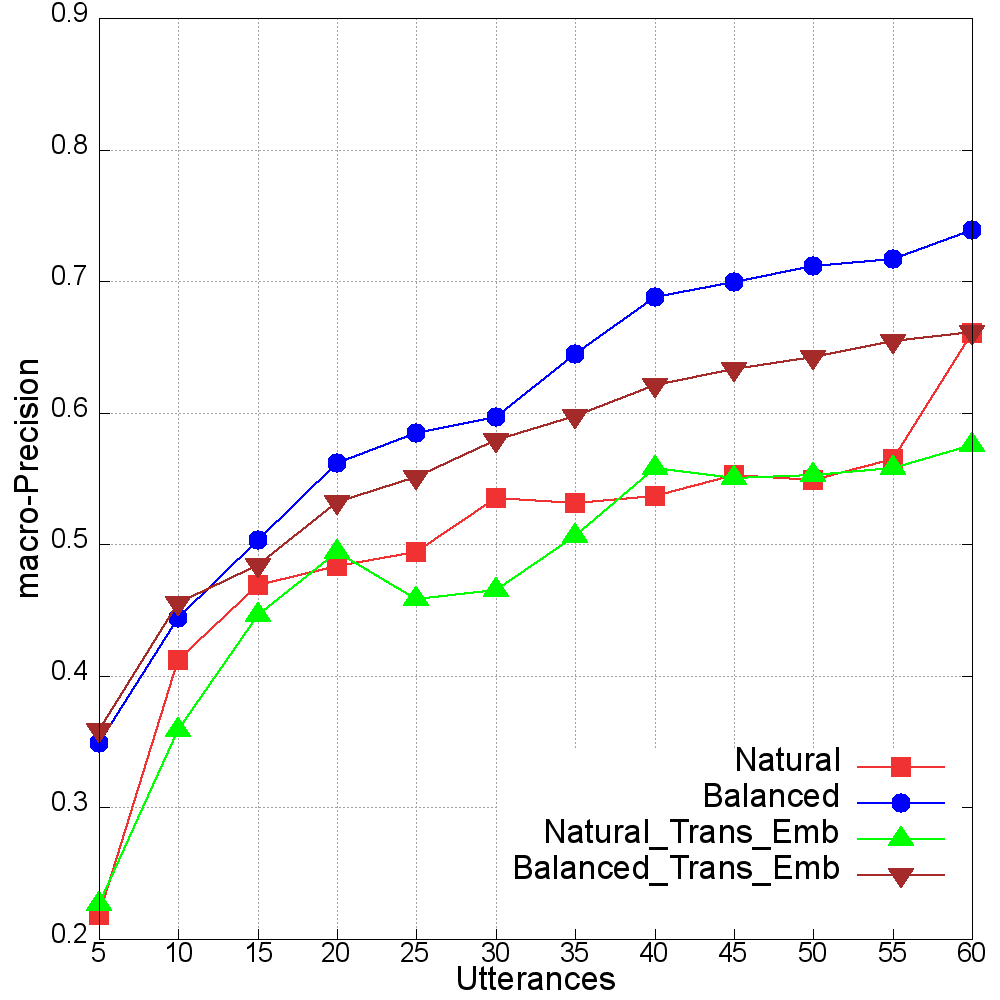 0.9
0.8
0.7
0.6
0.5
0.4
0.3
0.2
macro-Precision
Natural
Balanced
Natural_Trans_Emb
Balanced_Trans_Emb
5 10 15 20 25 30 35 40 45 50 55 60
Utterances